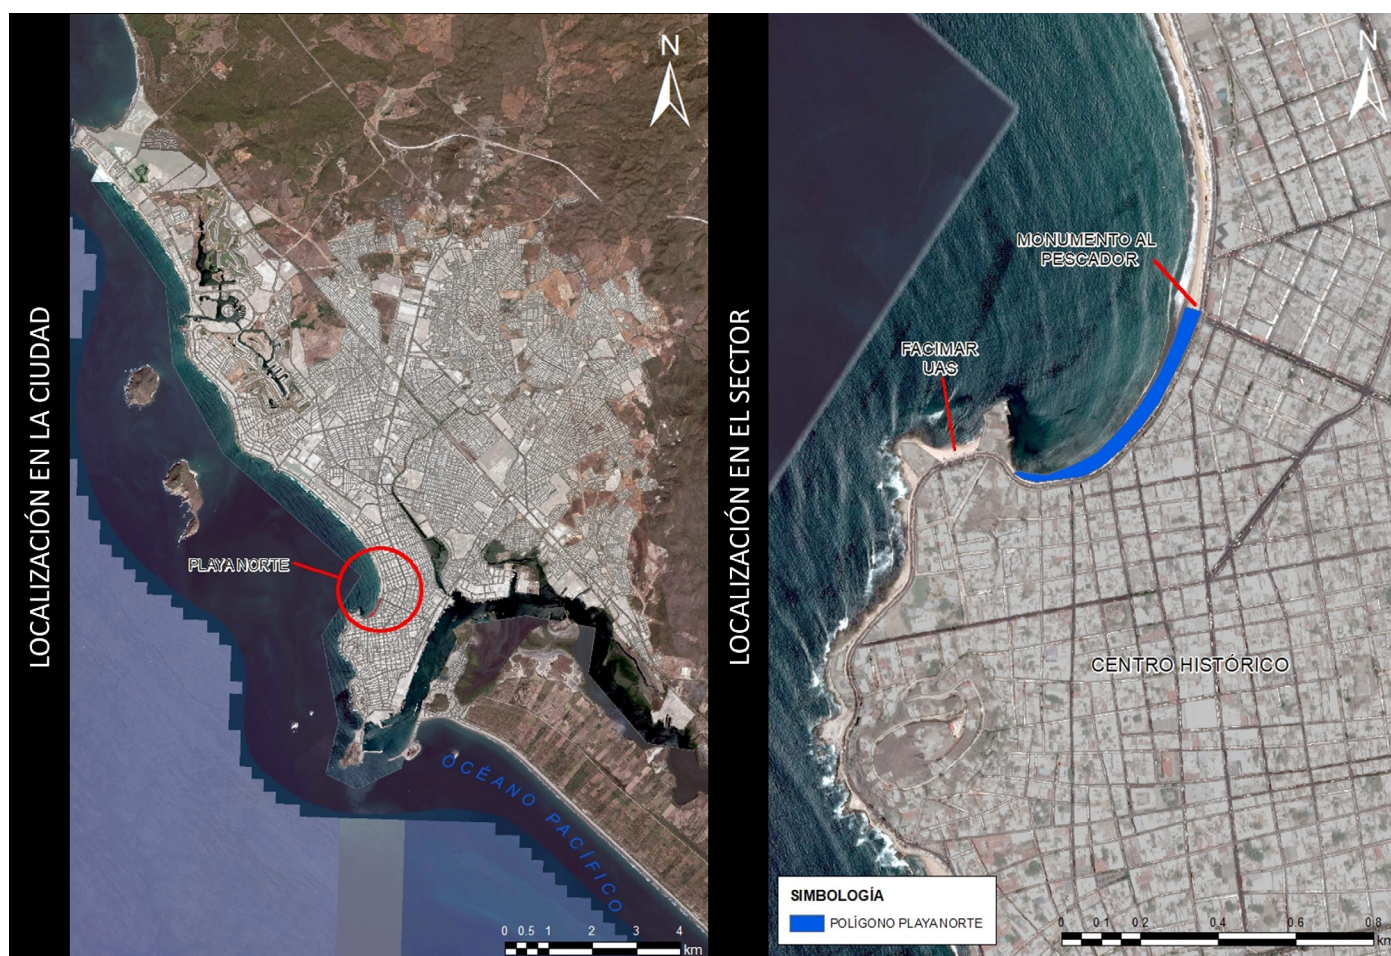 LOCALIZACIÓN EN LA CIUDAD
N
PLAYA NORTE
OCÉANO PACÍFICO
0 0.5 1 2 3 4
km
LOCALIZACIÓN EN EL SECTOR
N
MONUMENTO AL
PESCADOR
FACIMAR
UAS
CENTRO HISTÓRICO
SIMBOLOGÍA
POLÍGONO PLAYA NORTE
0 0.1 0.2 0.4 0.6 0.8
km